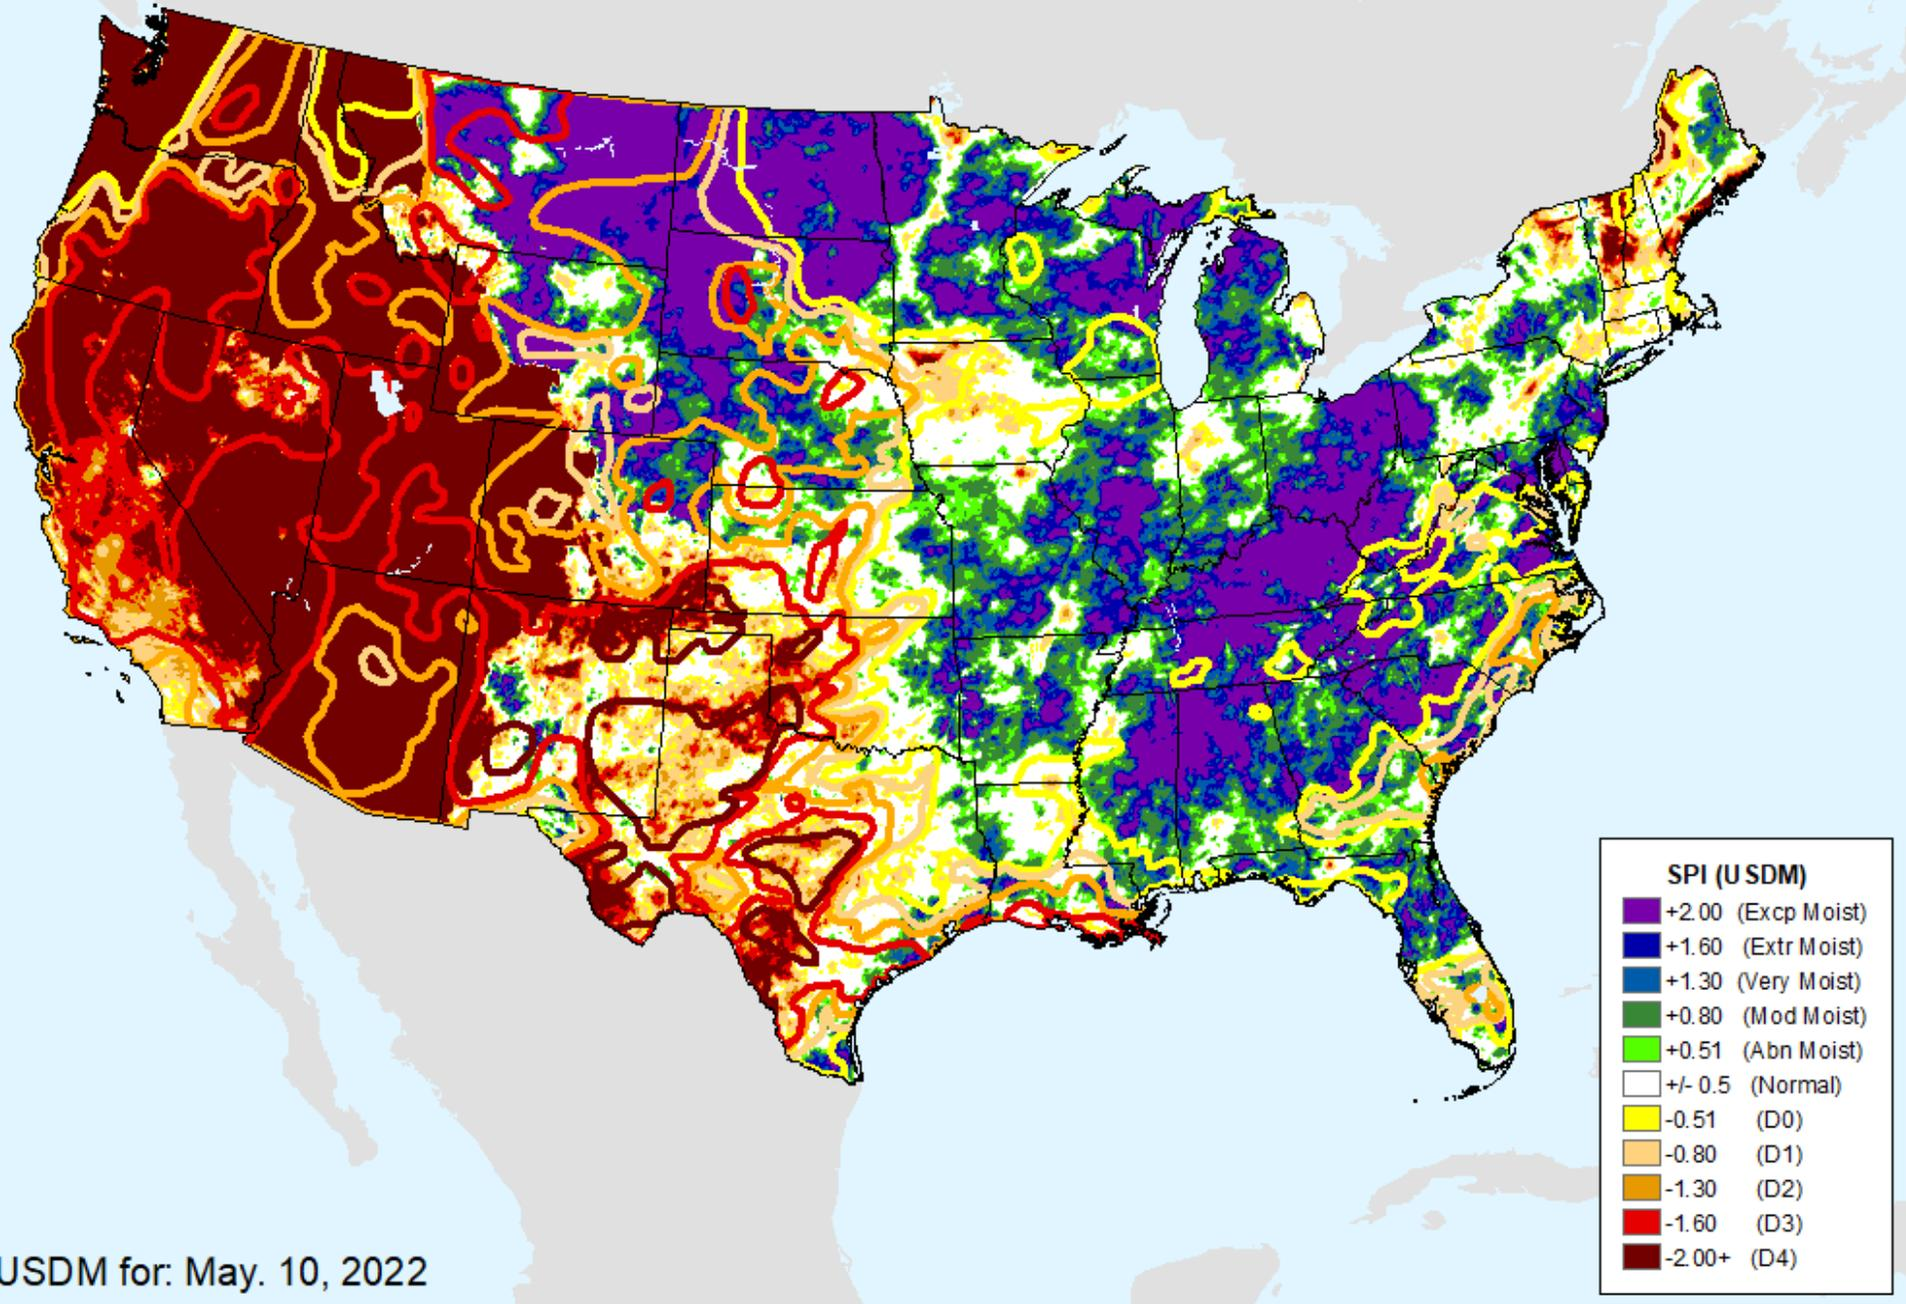 SPI (USDM)
+2.00 (Excp Moist)
+1.60 (Extr Moist)
+1.30 (Very Moist)
+0.80 (Mod Moist)
+0.51 (Abn Moist)
+/- 0.5 (Normal)
-0.51 (D0)
-0.80 (D1)
-1.30 (D2)
-1.60 (D3)
-2.00+ (D4)
USDM for: May. 10, 2022